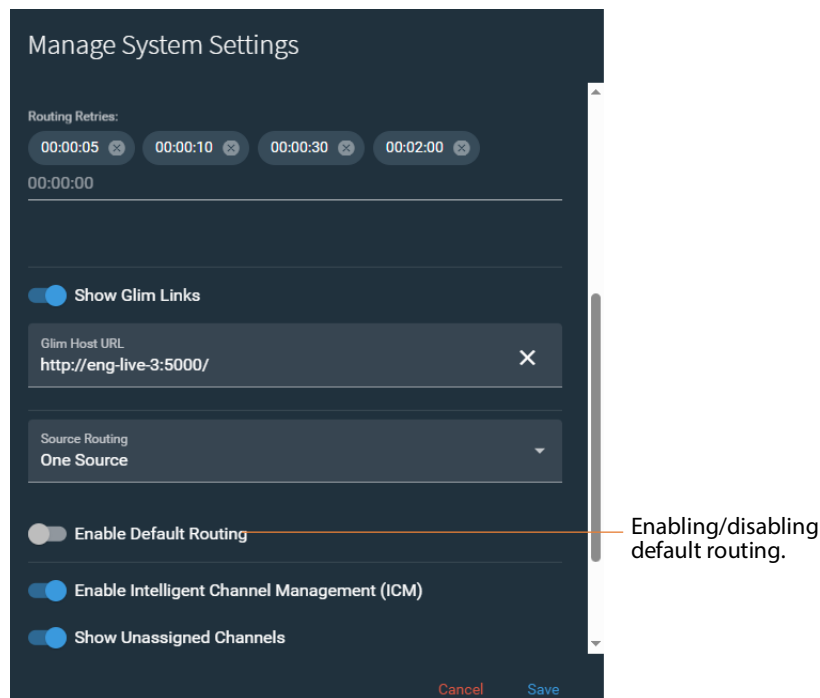 Manage System Settings
Routing Retries:
00:00:05 00:00:10 00:00:30 00:02:00
00:00:00
Show Glim Links
Glim Host URL
http://eng-live-3:5000/
Source Routing
One Source
Enable Default Routing
Enabling/disabling
default routing.
Enable Intelligent Channel Management (ICM)
Show Unassigned Channels
Cancel Save